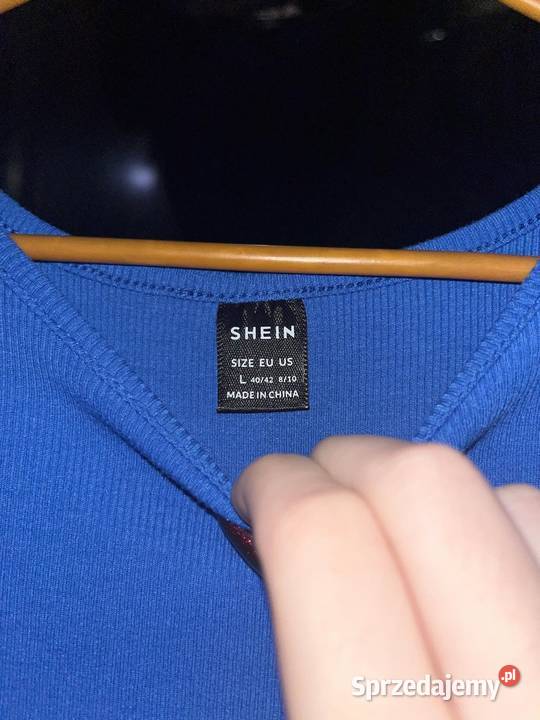 SHEIN
SIZE EU US
L 40/42 8/10
MADE IN CHINA
Sprzedajemy.pl